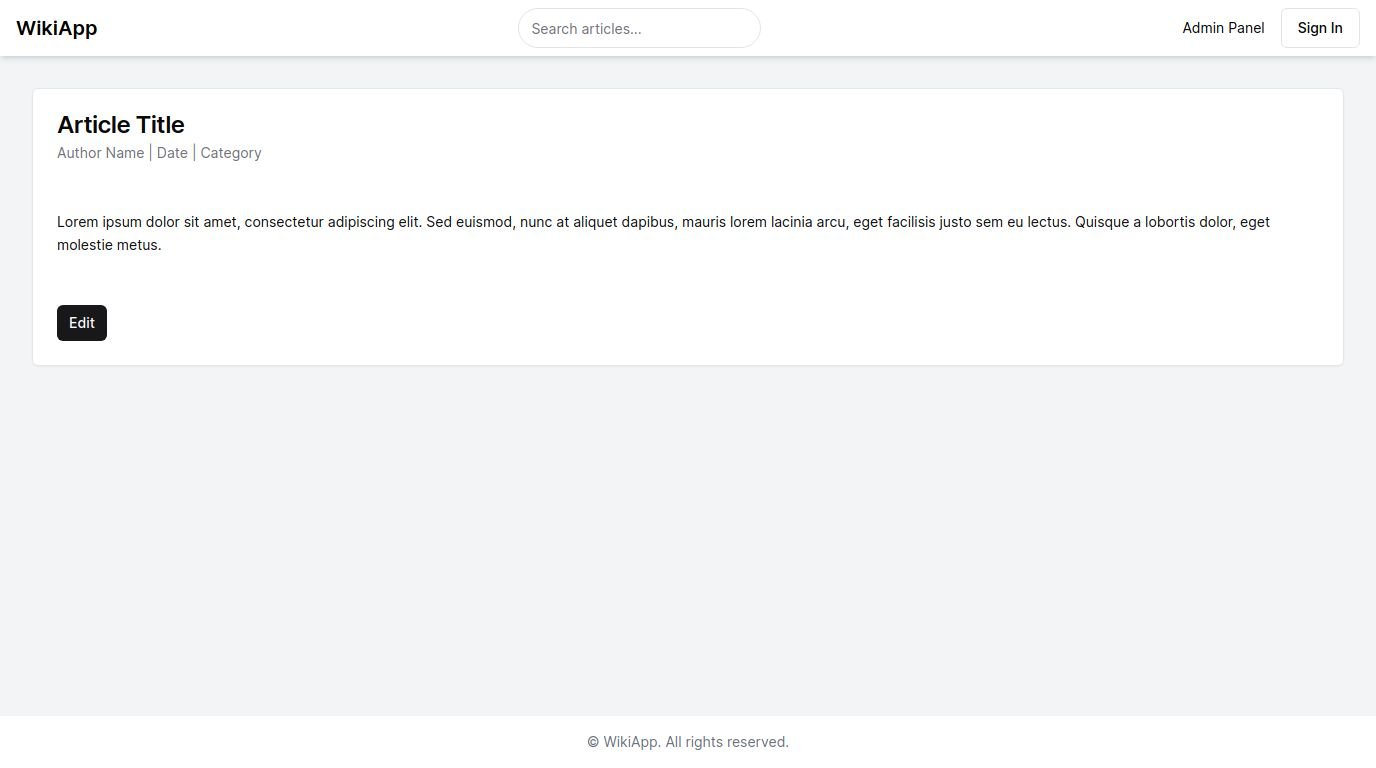 WikiApp
Search articles...
Admin Panel
Sign In
Article Title
Author Name | Date | Category
Lorem ipsum dolor sit amet, consectetur adipiscing elit. Sed euismod, nunc at aliquet dapibus, mauris lorem lacinia arcu, eget facilisis justo sem eu lectus. Quisque a lobortis dolor, eget
molestie metus.
Edit
© WikiApp. All rights reserved.